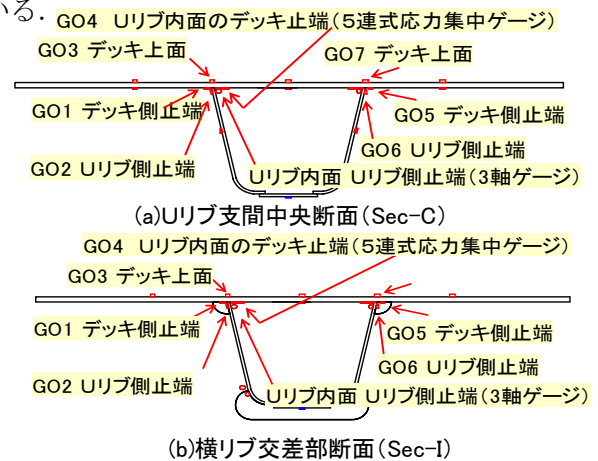 いる.
GO4 Uリブ内面のデッキ止端(5連式応力集中ゲージ)
GO3 デッキ上面
GO7 デッキ上面
GO1 デッキ側止端
GO5 デッキ側止端
GO6 Uリブ側止端
GO2 Uリブ側止端
Uリブ内面 Uリブ側止端(3軸ゲージ)
(a)Uリブ支間中央断面(Sec-C)
GO4 Uリブ内面のデッキ止端(5連式応力集中ゲージ)
GO3 デッキ上面
GO1 デッキ側止端
GO5 デッキ側止端
GO6 Uリブ側止端
GO2 Uリブ側止端
Uリブ内面 Uリブ側止端(3軸ゲージ)
(b)横リブ交差部断面(Sec-I)